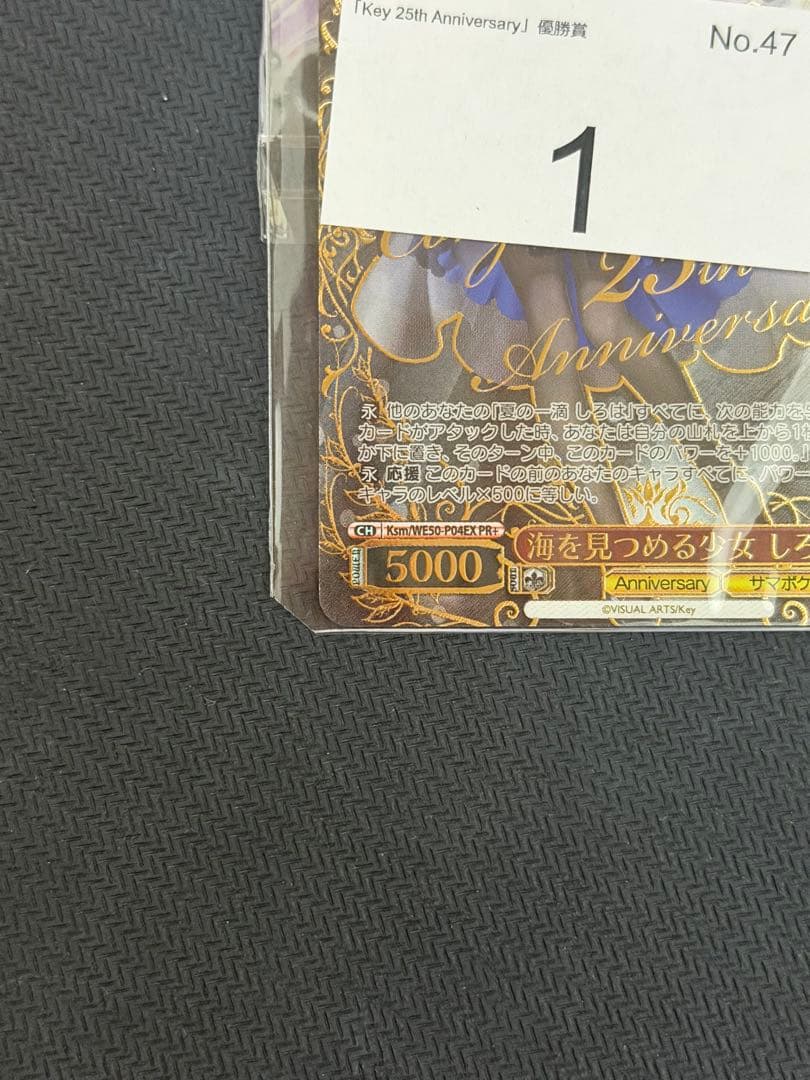 「Key 25th Anniversary」優勝賞
No.47
1
25th
Anniversa
永 他のあなたの「夏の一滴 しろは」すべてに、次の能力を
カードがアタックした時、あなたは自分の山札を上から1
か下に置き、そのターン中、このカードのパワーを+1000。
永 応援 このカードの前のあなたのキャラすべてに、パワー
キャラのレベル×500に等しい。
CH Ksm/WE50-P04EX PR+
POWER 5000 SOUL 海を見つめる少女 しろ
Anniversary サマポケ
©VISUAL ARTS/Key